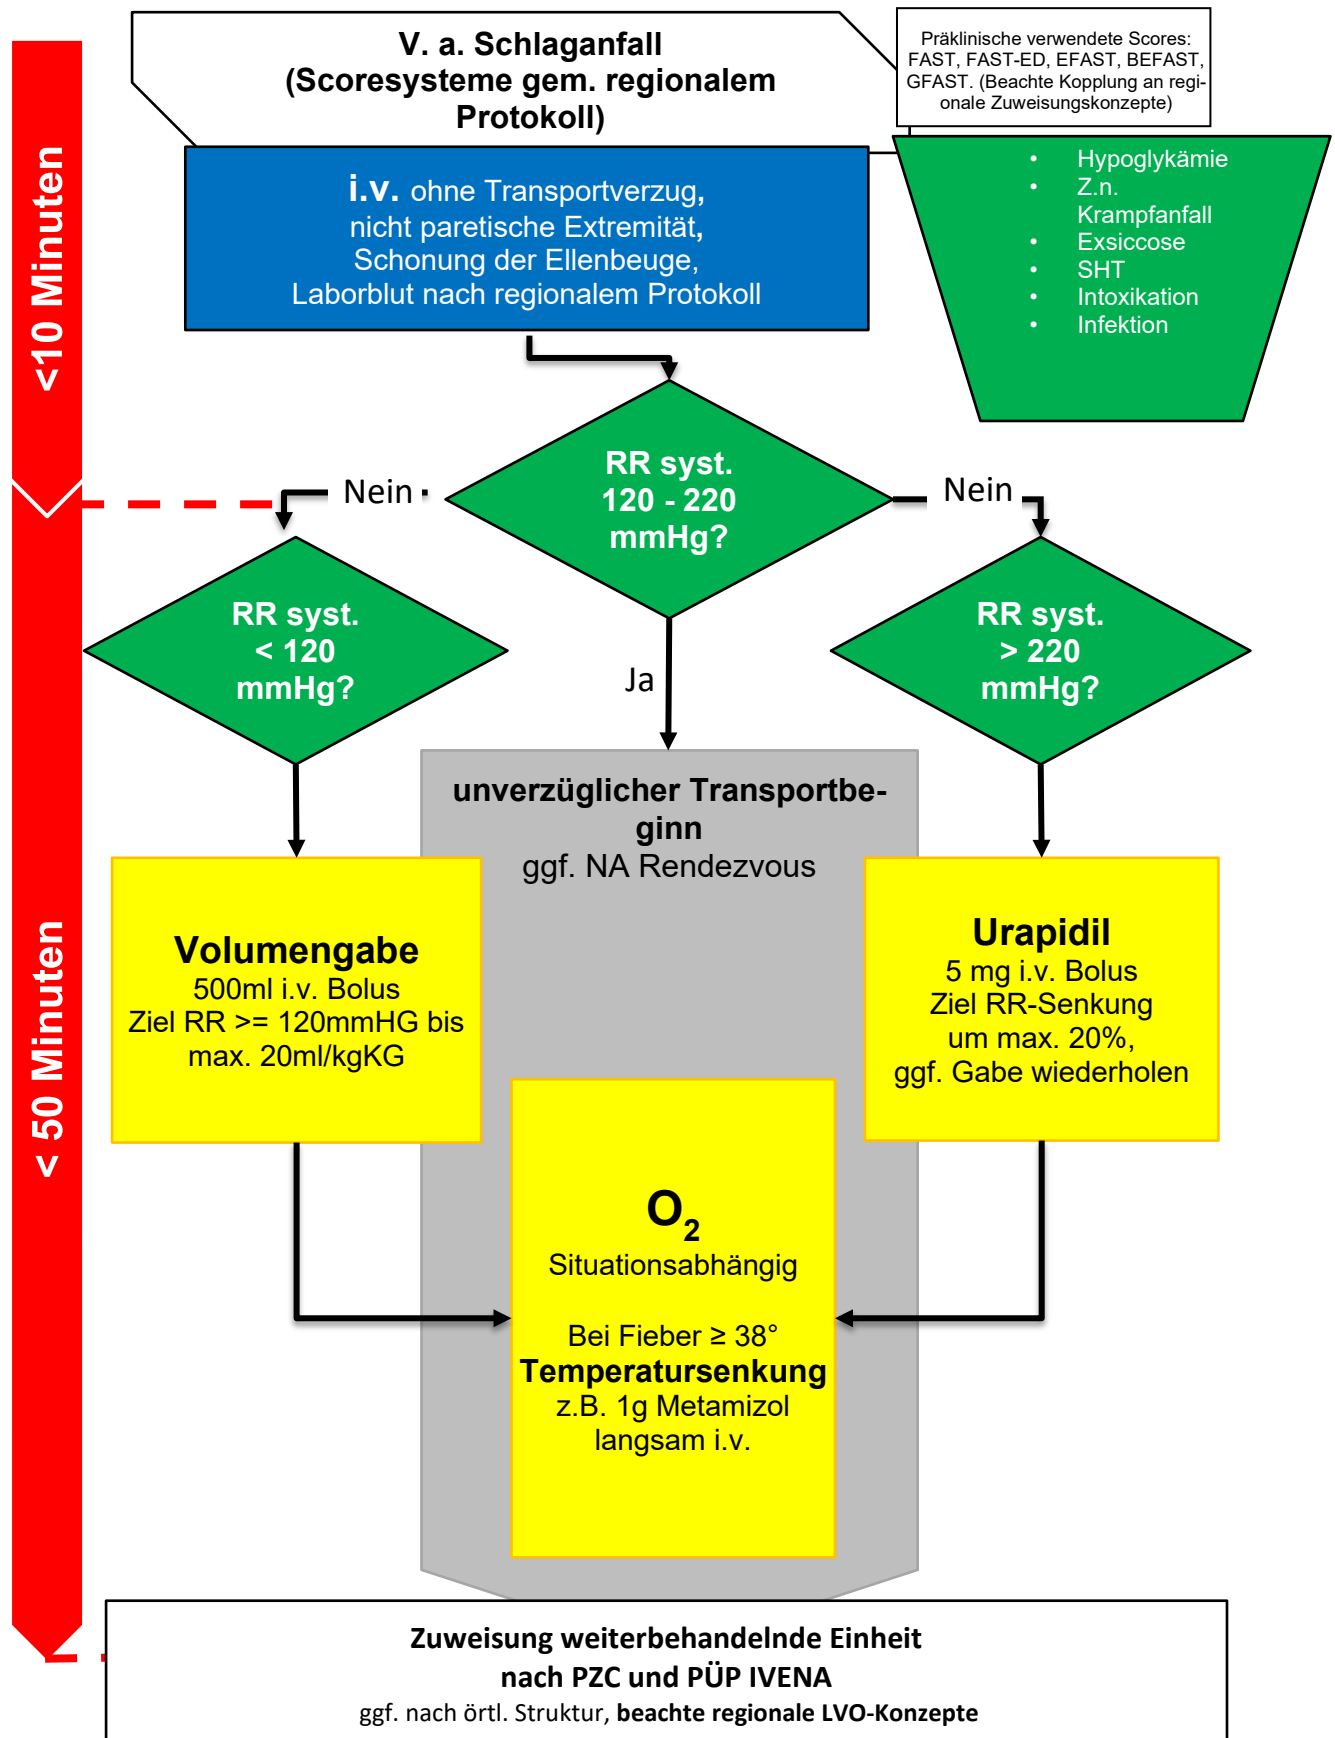 V. a. Schlaganfall
(Scoresysteme gem. regionalem
Protokoll)
Präklinische verwendete Scores:
FAST, FAST-ED, EFAST, BEFAST,
GFAST. (Beachte Kopplung an regi-
onale Zuweisungskonzepte)
i.v. ohne Transportverzug,
nicht paretische Extremität,
Schonung der Ellenbeuge,
Laborblut nach regionalem Protokoll
• Hypoglykämie
• Z.n.
Krampfanfall
• Exsiccose
• SHT
• Intoxikation
• Infektion
<10 Minuten
RR syst.
120 - 220
mmHg?
Nein
Nein
RR syst.
< 120
mmHg?
Ja
RR syst.
> 220
mmHg?
< 50 Minuten
unverzüglicher Transportbe-
ginn
ggf. NA Rendezvous
Volumengabe
500ml i.v. Bolus
Ziel RR >= 120mmHG bis
max. 20ml/kgKG
Urapidil
5 mg i.v. Bolus
Ziel RR-Senkung
um max. 20%,
ggf. Gabe wiederholen
O2
Situationsabhängig
Bei Fieber ≥ 38°
Temperatursenkung
z.B. 1g Metamizol
langsam i.v.
Zuweisung weiterbehandelnde Einheit
nach PZC und PÜP IVENA
ggf. nach örtl. Struktur, beachte regionale LVO-Konzepte